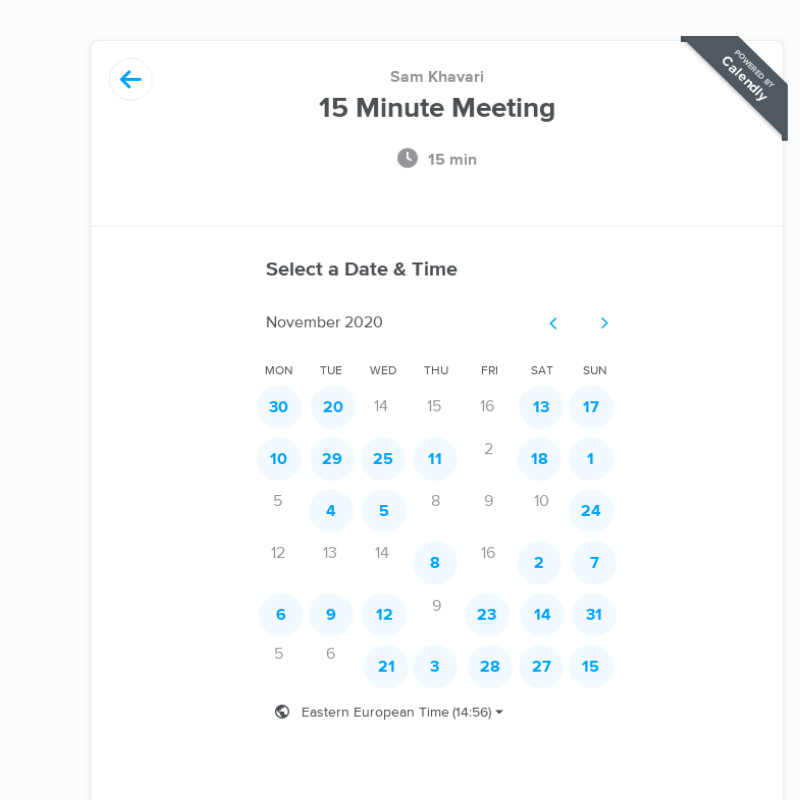 POWERED BY
Calendly
Sam Khavari
15 Minute Meeting
15 min
Select a Date & Time
November 2020
MON TUE WED THU FRI SAT SUN
30 20 14 15 16 13 17
10 29 25 11 2 18 1
5 4 5 8 9 10 24
12 13 14 8 16 2 7
6 9 12 9 23 14 31
5 6 21 3 28 27 15
Eastern European Time (14:56)